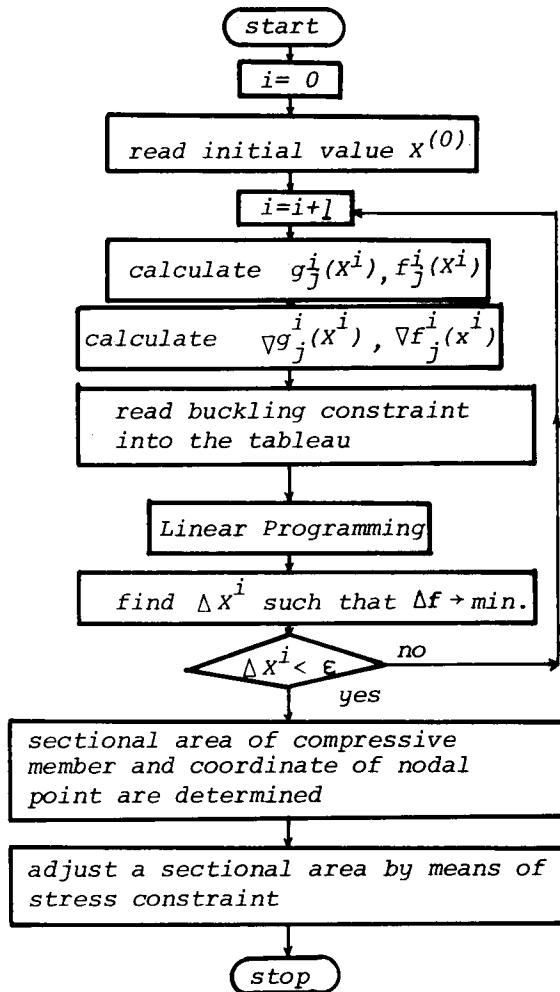 start
i= 0
read initial value X^(0)
i=i+1
calculate g_j^i(X^i), f_j^i(X^i)
calculate ∇g_j^i(X^i) , ∇f_j^i(x^i)
read buckling constraint
into the tableau
Linear Programming
find ΔX^i such that Δf → min.
ΔX^i < ε
no
yes
sectional area of compressive
member and coordinate of nodal
point are determined
adjust a sectional area by means of
stress constraint
stop